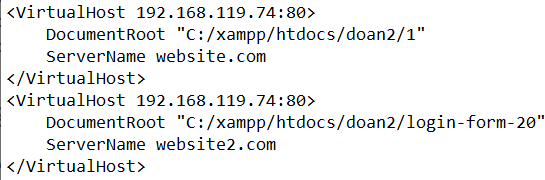 <VirtualHost 192.168.119.74:80>
    DocumentRoot "C:/xampp/htdocs/doan2/1"
    ServerName website.com
</VirtualHost>
<VirtualHost 192.168.119.74:80>
    DocumentRoot "C:/xampp/htdocs/doan2/login-form-20"
    ServerName website2.com
</VirtualHost>